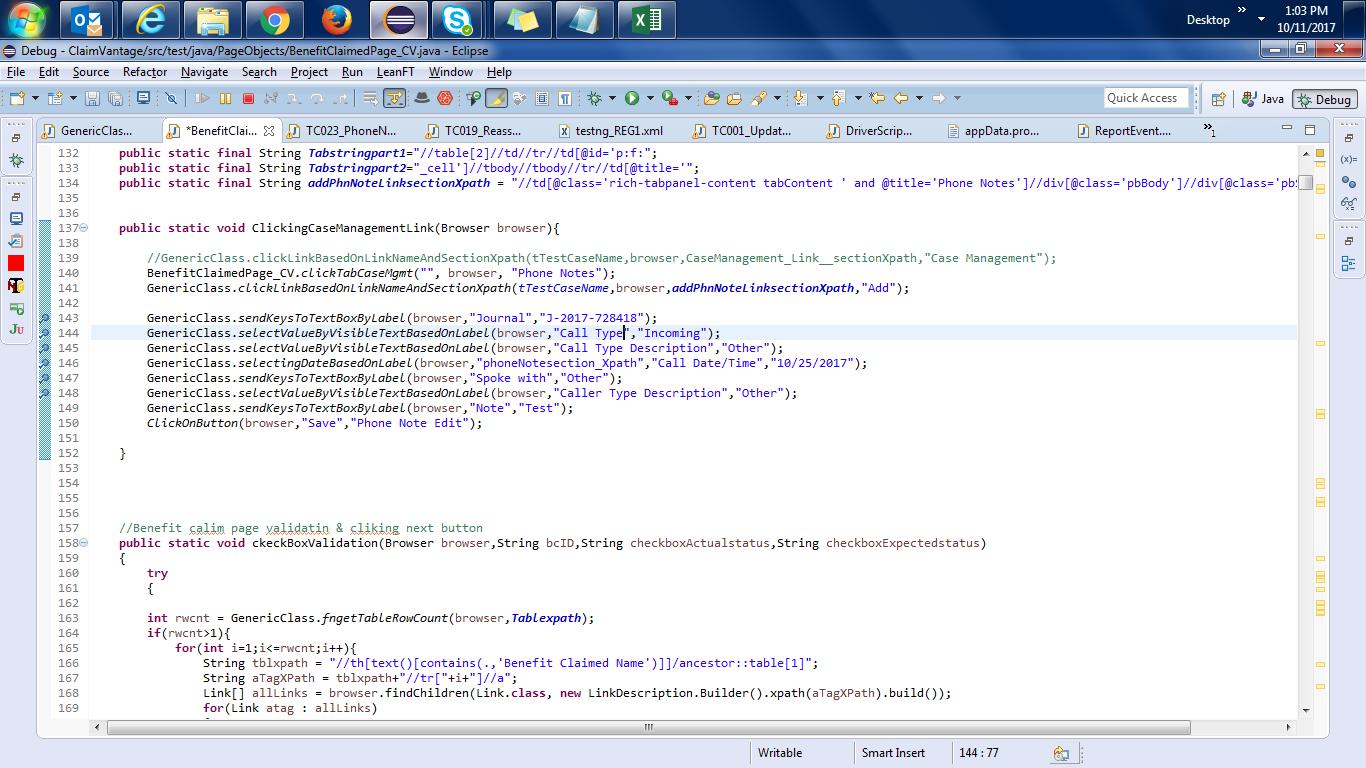 Desktop
1:03 PM
10/11/2017
Debug - ClaimVantage/src/test/java/PageObjects/BenefitClaimedPage_CV.java - Eclipse
File Edit Source Refactor Navigate Search Project Run LeanFT Window Help
Quick Access Java Debug
GenericClas... *BenefitClai... TC023_PhoneN... TC019_Reass... testng_REG1.xml TC001_Updat... DriverScrip... appData.pro... ReportEvent.... »1
132 public static final String Tabstringpart1="//table[2]//td//tr//td[@id='p:f:";
133 public static final String Tabstringpart2="_cell']//tbody//tbody//tr//td[@title='";
134 public static final String addPhnNoteLinksectionXpath = "//td[@class='rich-tabpanel-content tabContent ' and @title='Phone Notes']//div[@class='pbBody']//div[@class='pbS
135
136
137 public static void ClickingCaseManagementLink(Browser browser){
138
139 //GenericClass.clickLinkBasedOnLinkNameAndSectionXpath(tTestCaseName,browser,CaseManagement_Link__sectionXpath,"Case Management");
140 BenefitClaimedPage_CV.clickTabCaseMgmt("", browser, "Phone Notes");
141 GenericClass.clickLinkBasedOnLinkNameAndSectionXpath(tTestCaseName,browser,addPhnNoteLinksectionXpath,"Add");
142
143 GenericClass.sendKeysToTextBoxByLabel(browser,"Journal","J-2017-728418");
144 GenericClass.selectValueByVisibleTextBasedOnLabel(browser,"Call Type","Incoming");
145 GenericClass.selectValueByVisibleTextBasedOnLabel(browser,"Call Type Description","Other");
146 GenericClass.selectingDateBasedOnLabel(browser,"phoneNotesection_Xpath","Call Date/Time","10/25/2017");
147 GenericClass.sendKeysToTextBoxByLabel(browser,"Spoke with","Other");
148 GenericClass.selectValueByVisibleTextBasedOnLabel(browser,"Caller Type Description","Other");
149 GenericClass.sendKeysToTextBoxByLabel(browser,"Note","Test");
150 ClickOnButton(browser,"Save","Phone Note Edit");
151
152 }
153
154
155
156
157 //Benefit calim page validatin & cliking next button
158 public static void ckeckBoxValidation(Browser browser,String bcID,String checkboxActualstatus,String checkboxExpectedstatus)
159 {
160 try
161 {
162
163 int rwcnt = GenericClass.fngetTableRowCount(browser,Tablexpath);
164 if(rwcnt>1){
165 for(int i=1;i<=rwcnt;i++){
166 String tblxpath = "//th[text()[contains(.,'Benefit Claimed Name')]]/ancestor::table[1]";
167 String aTagXPath = tblxpath+"//tr["+i+"]//a";
168 Link[] allLinks = browser.findChildren(Link.class, new LinkDescription.Builder().xpath(aTagXPath).build());
169 for(Link atag : allLinks)
Writable Smart Insert 144 : 77